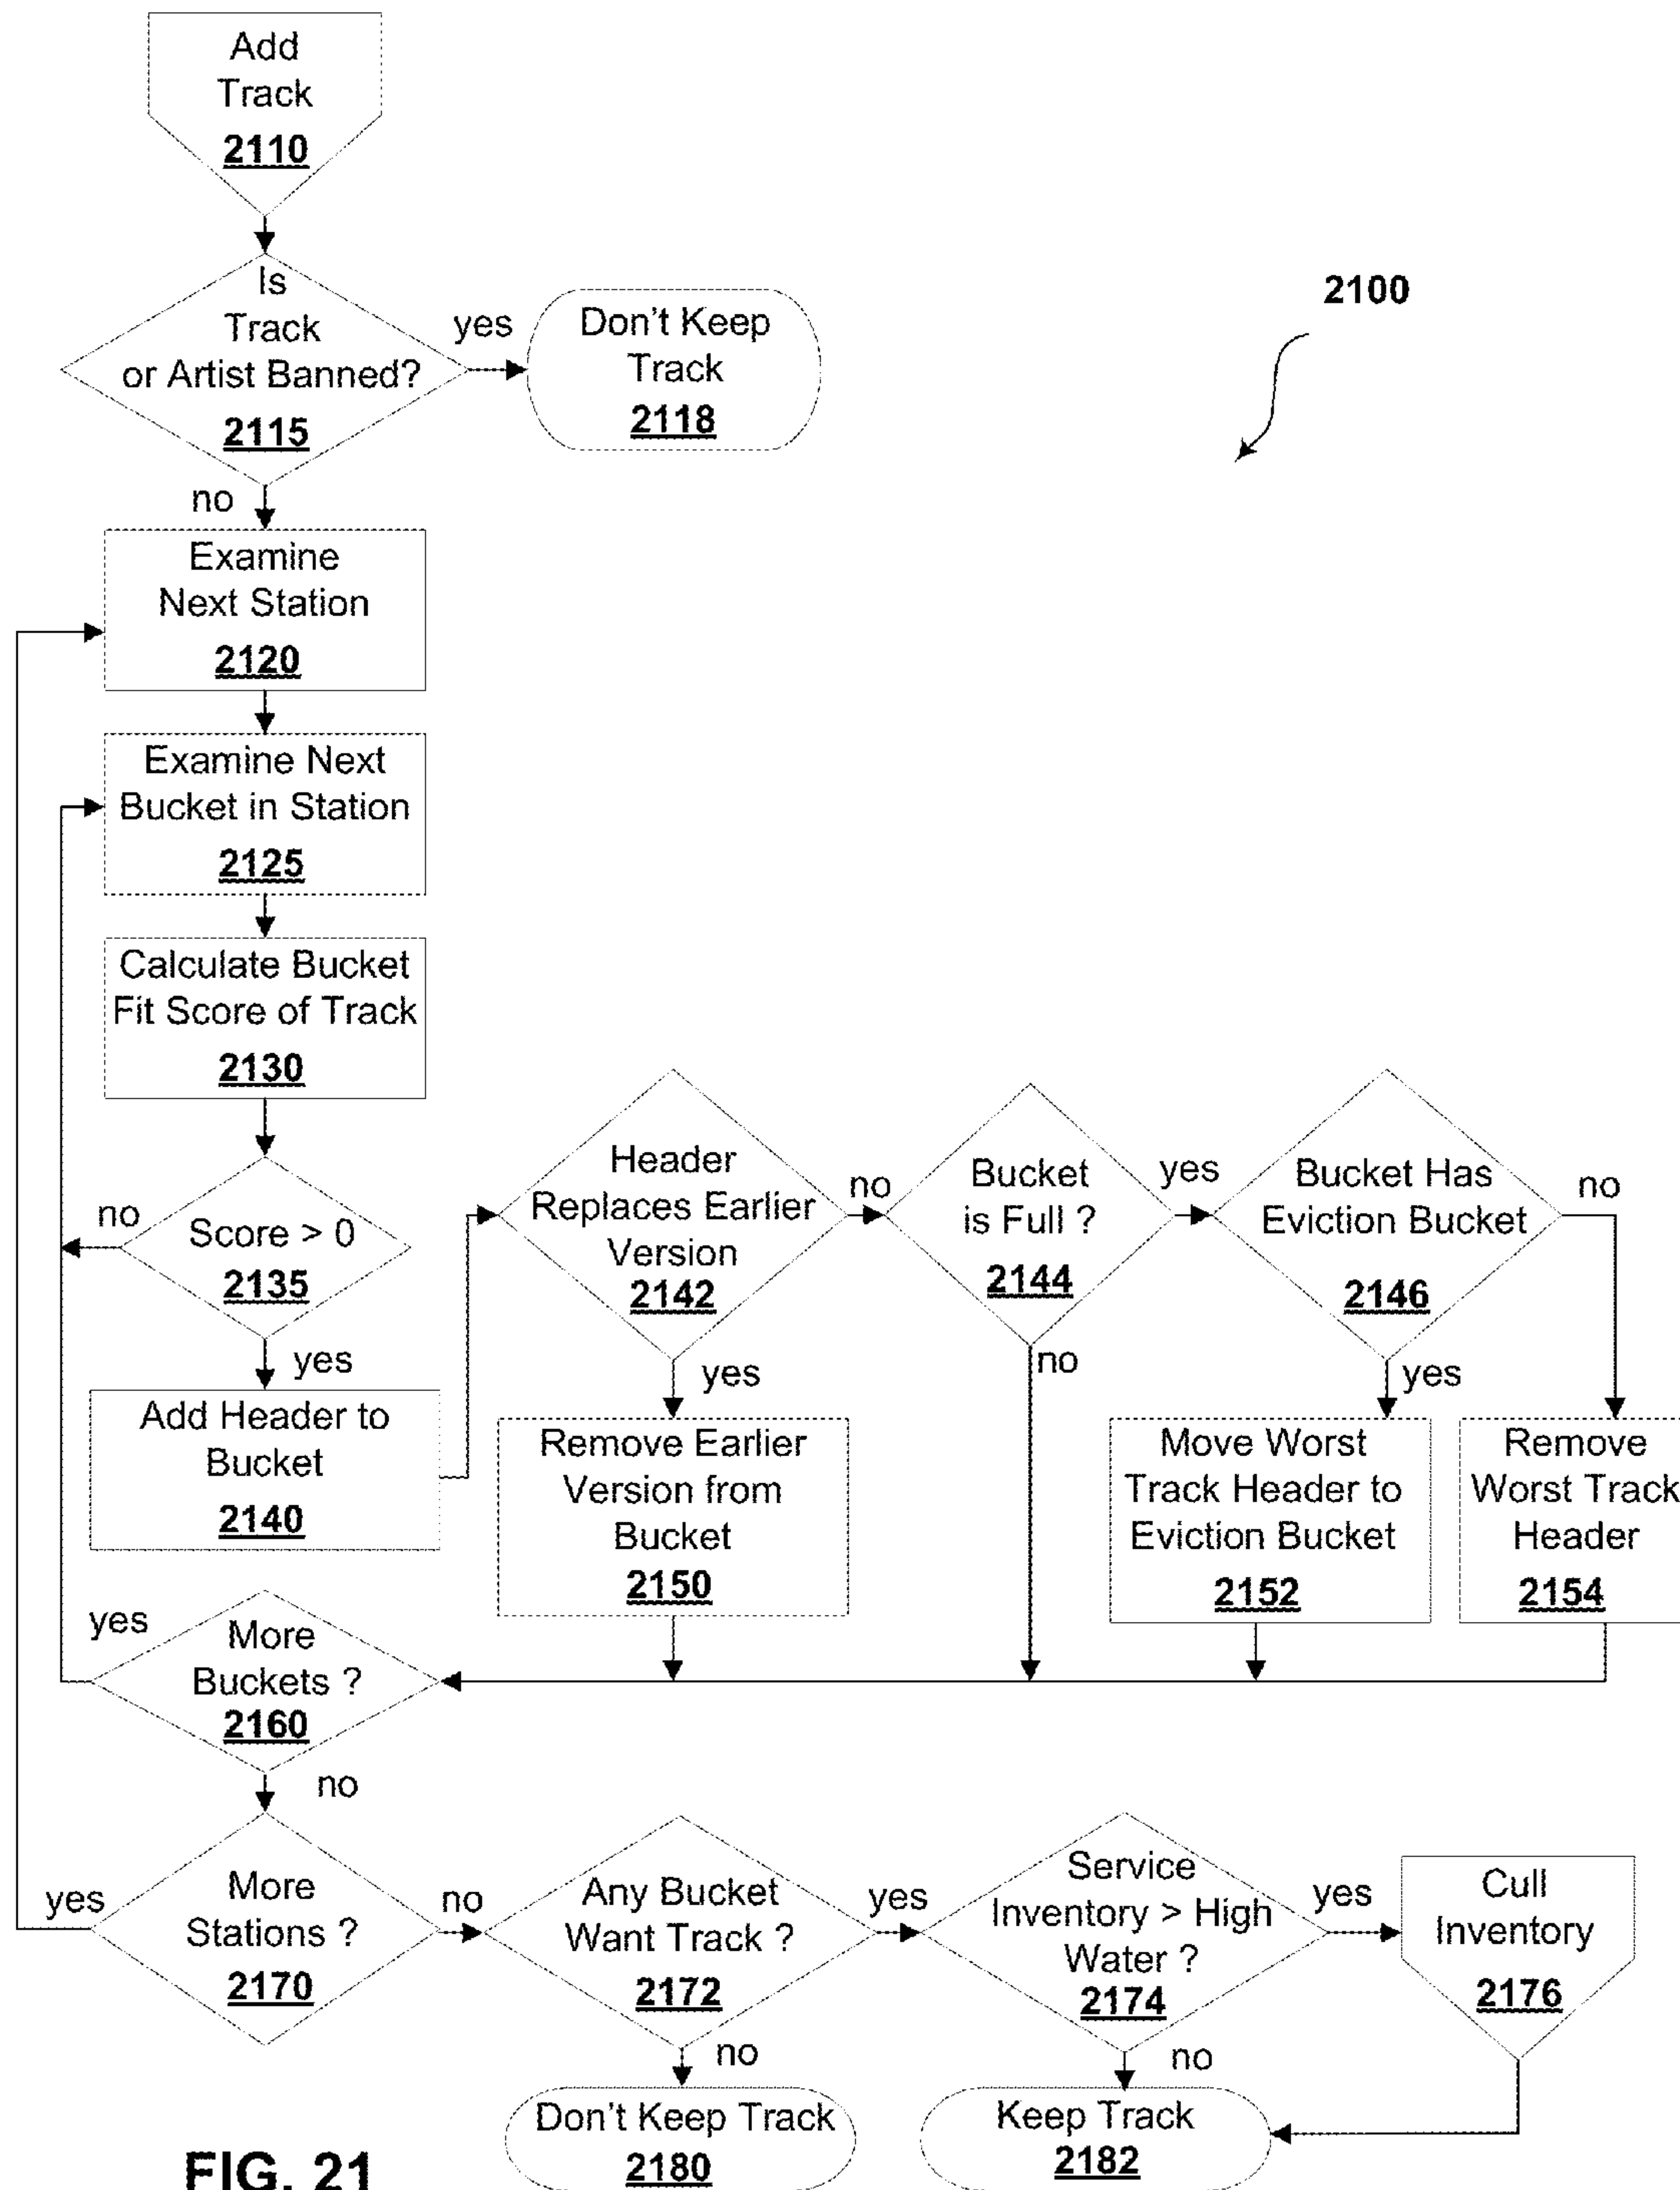 Add
Track
2110
Is
Track
or Artist Banned?
2115
yes
Don't Keep
Track
2118
2100
no
Examine
Next Station
2120
Examine Next
Bucket in Station
2125
Calculate Bucket
Fit Score of Track
2130
no
Score > 0
2135
yes
Add Header to
Bucket
2140
Header
Replaces Earlier
Version
2142
no
yes
Bucket
is Full ?
2144
yes
no
Bucket Has
Eviction Bucket
2146
no
yes
Remove Earlier
Version from
Bucket
2150
Move Worst
Track Header to
Eviction Bucket
2152
Remove
Worst Track
Header
2154
yes
More
Buckets ?
2160
no
yes
More
Stations ?
2170
no
Any Bucket
Want Track ?
2172
yes
no
Service
Inventory > High
Water ?
2174
yes
no
Cull
Inventory
2176
Don't Keep Track
2180
Keep Track
2182
FIG. 21